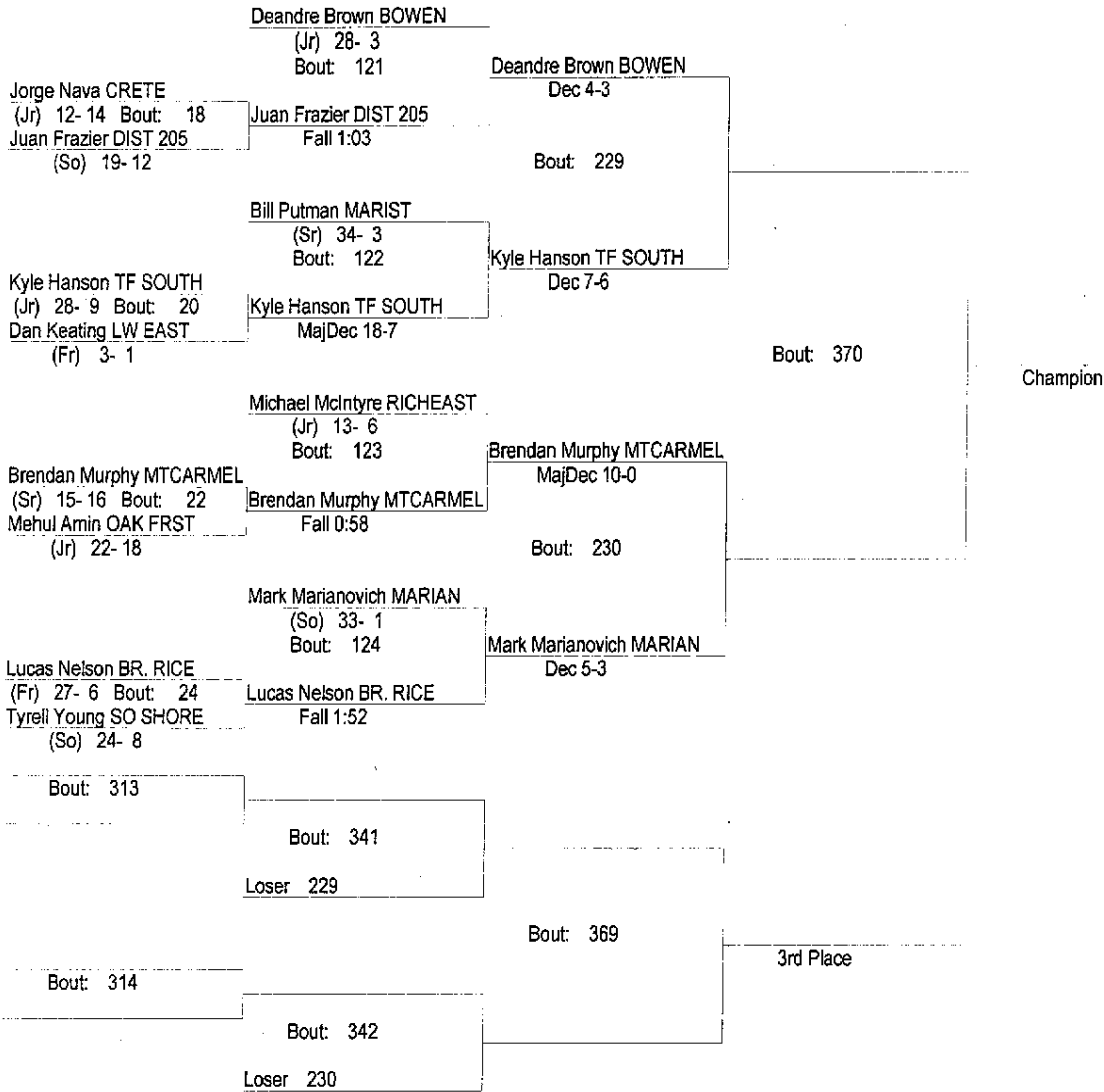 Deandre Brown BOWEN
(Jr) 28- 3
Bout: 121
Deandre Brown BOWEN
Dec 4-3
Jorge Nava CRETE
(Jr) 12- 14 Bout: 18
Juan Frazier DIST 205
(So) 19- 12
Juan Frazier DIST 205
Fall 1:03
Bout: 229
Bill Putman MARIST
(Sr) 34- 3
Bout: 122
Kyle Hanson TF SOUTH
Dec 7-6
Kyle Hanson TF SOUTH
(Jr) 28- 9 Bout: 20
Dan Keating LW EAST
(Fr) 3- 1
Kyle Hanson TF SOUTH
MajDec 18-7
Bout: 370
Champion
Michael McIntyre RICHEAST
(Jr) 13- 6
Bout: 123
Brendan Murphy MTCARMEL
MajDec 10-0
Brendan Murphy MTCARMEL
(Sr) 15- 16 Bout: 22
Mehul Amin OAK FRST
(Jr) 22- 18
Brendan Murphy MTCARMEL
Fall 0:58
Bout: 230
Mark Marianovich MARIAN
(So) 33- 1
Bout: 124
Mark Marianovich MARIAN
Dec 5-3
Lucas Nelson BR. RICE
(Fr) 27- 6 Bout: 24
Tyrell Young SO SHORE
(So) 24- 8
Lucas Nelson BR. RICE
Fall 1:52
Bout: 313
Bout: 341
Loser 229
Bout: 369
3rd Place
Bout: 314
Bout: 342
Loser 230